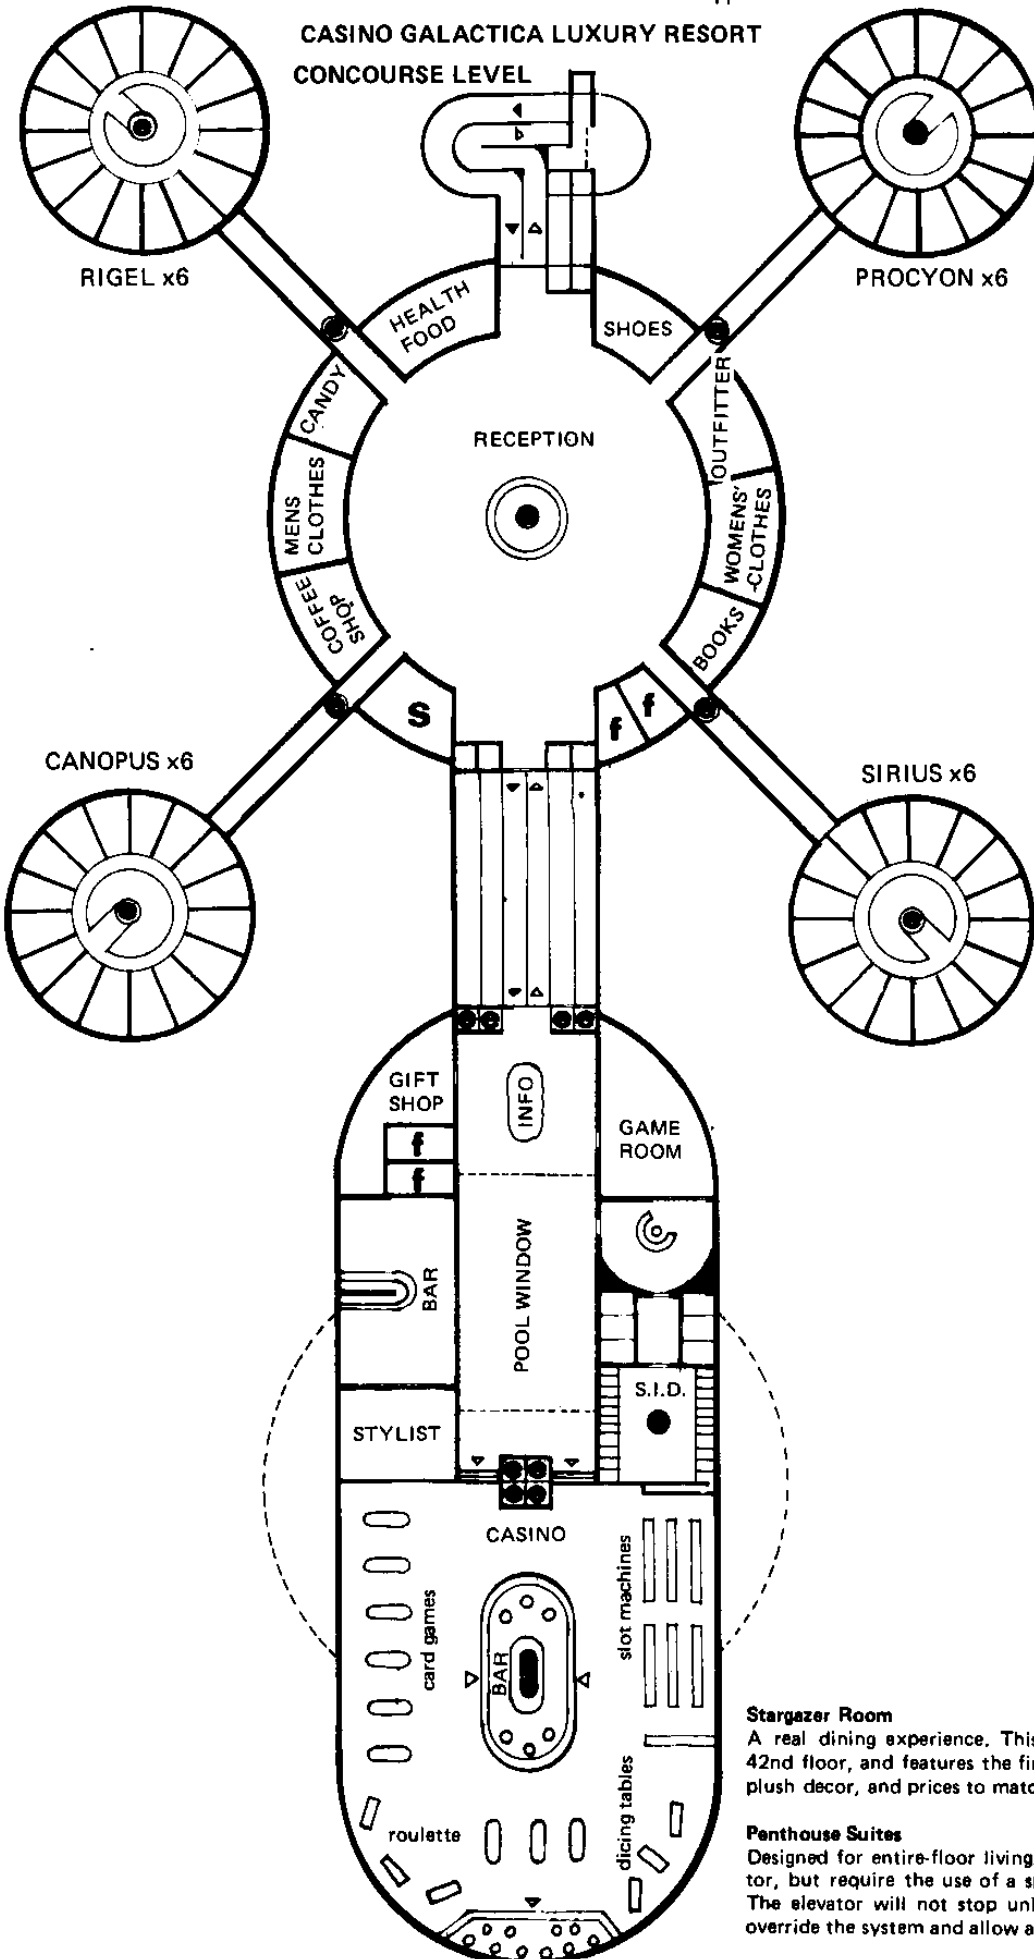 CASINO GALACTICA LUXURY RESORT
CONCOURSE LEVEL
RIGEL x6
PROCYON x6
HEALTH
FOOD
SHOES
CANDY
OUTFITTER
RECEPTION
MENS
CLOTHES
WOMENS'
-CLOTHES
COFFEE
SHOP
BOOKS
S
f
f
CANOPUS x6
SIRIUS x6
GIFT
SHOP
INFO
GAME
ROOM
f
f
BAR
POOL WINDOW
S.I.D.
STYLIST
CASINO
card games
BAR
slot machines
roulette
dicing tables
Stargazer Room
A real dining experience. This
42nd floor, and features the
plush decor, and prices to
Penthouse Suites
Designed for entire-floor living,
tor, but require the use of a
The elevator will not stop
override the system and allow a